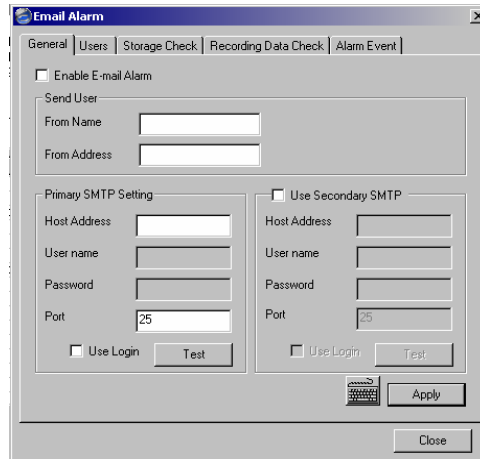 Email Alarm
General Users Storage Check Recording Data Check Alarm Event
Enable E-mail Alarm
Send User
From Name
From Address
Primary SMTP Setting
Host Address
User name
Password
Port 25
Use Login Test
Use Secondary SMTP
Host Address
User name
Password
Port 25
Use Login Test
Apply
Close